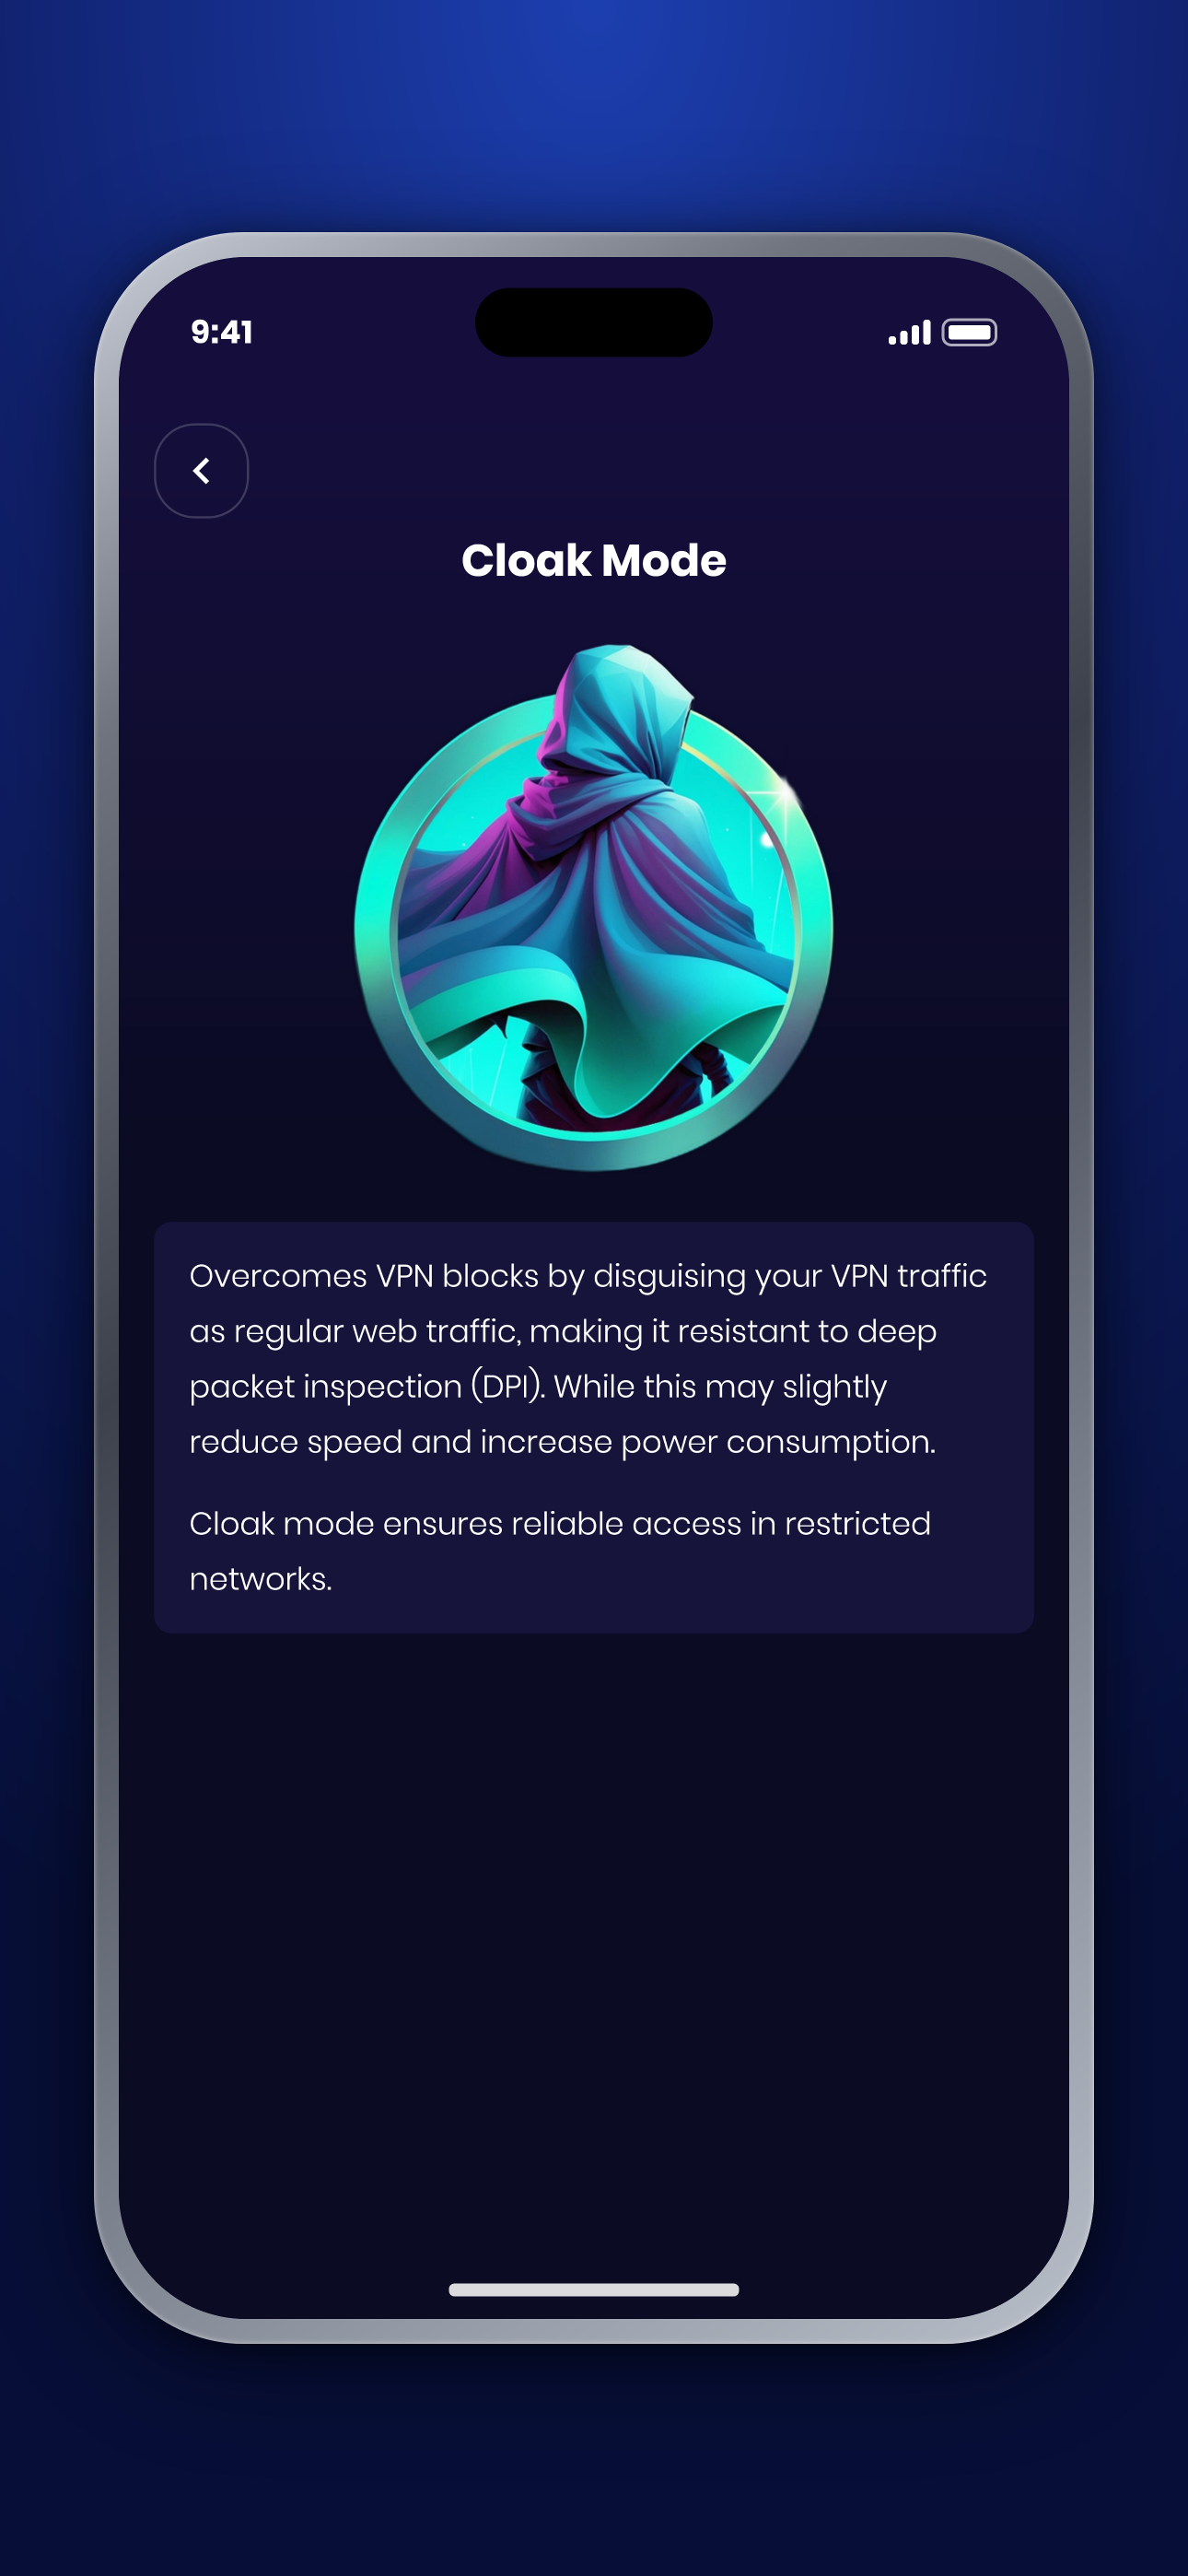 9:41
Cloak Mode
Overcomes VPN blocks by disguising your VPN traffic
as regular web traffic, making it resistant to deep
packet inspection (DPI). While this may slightly
reduce speed and increase power consumption.
Cloak mode ensures reliable access in restricted
networks.